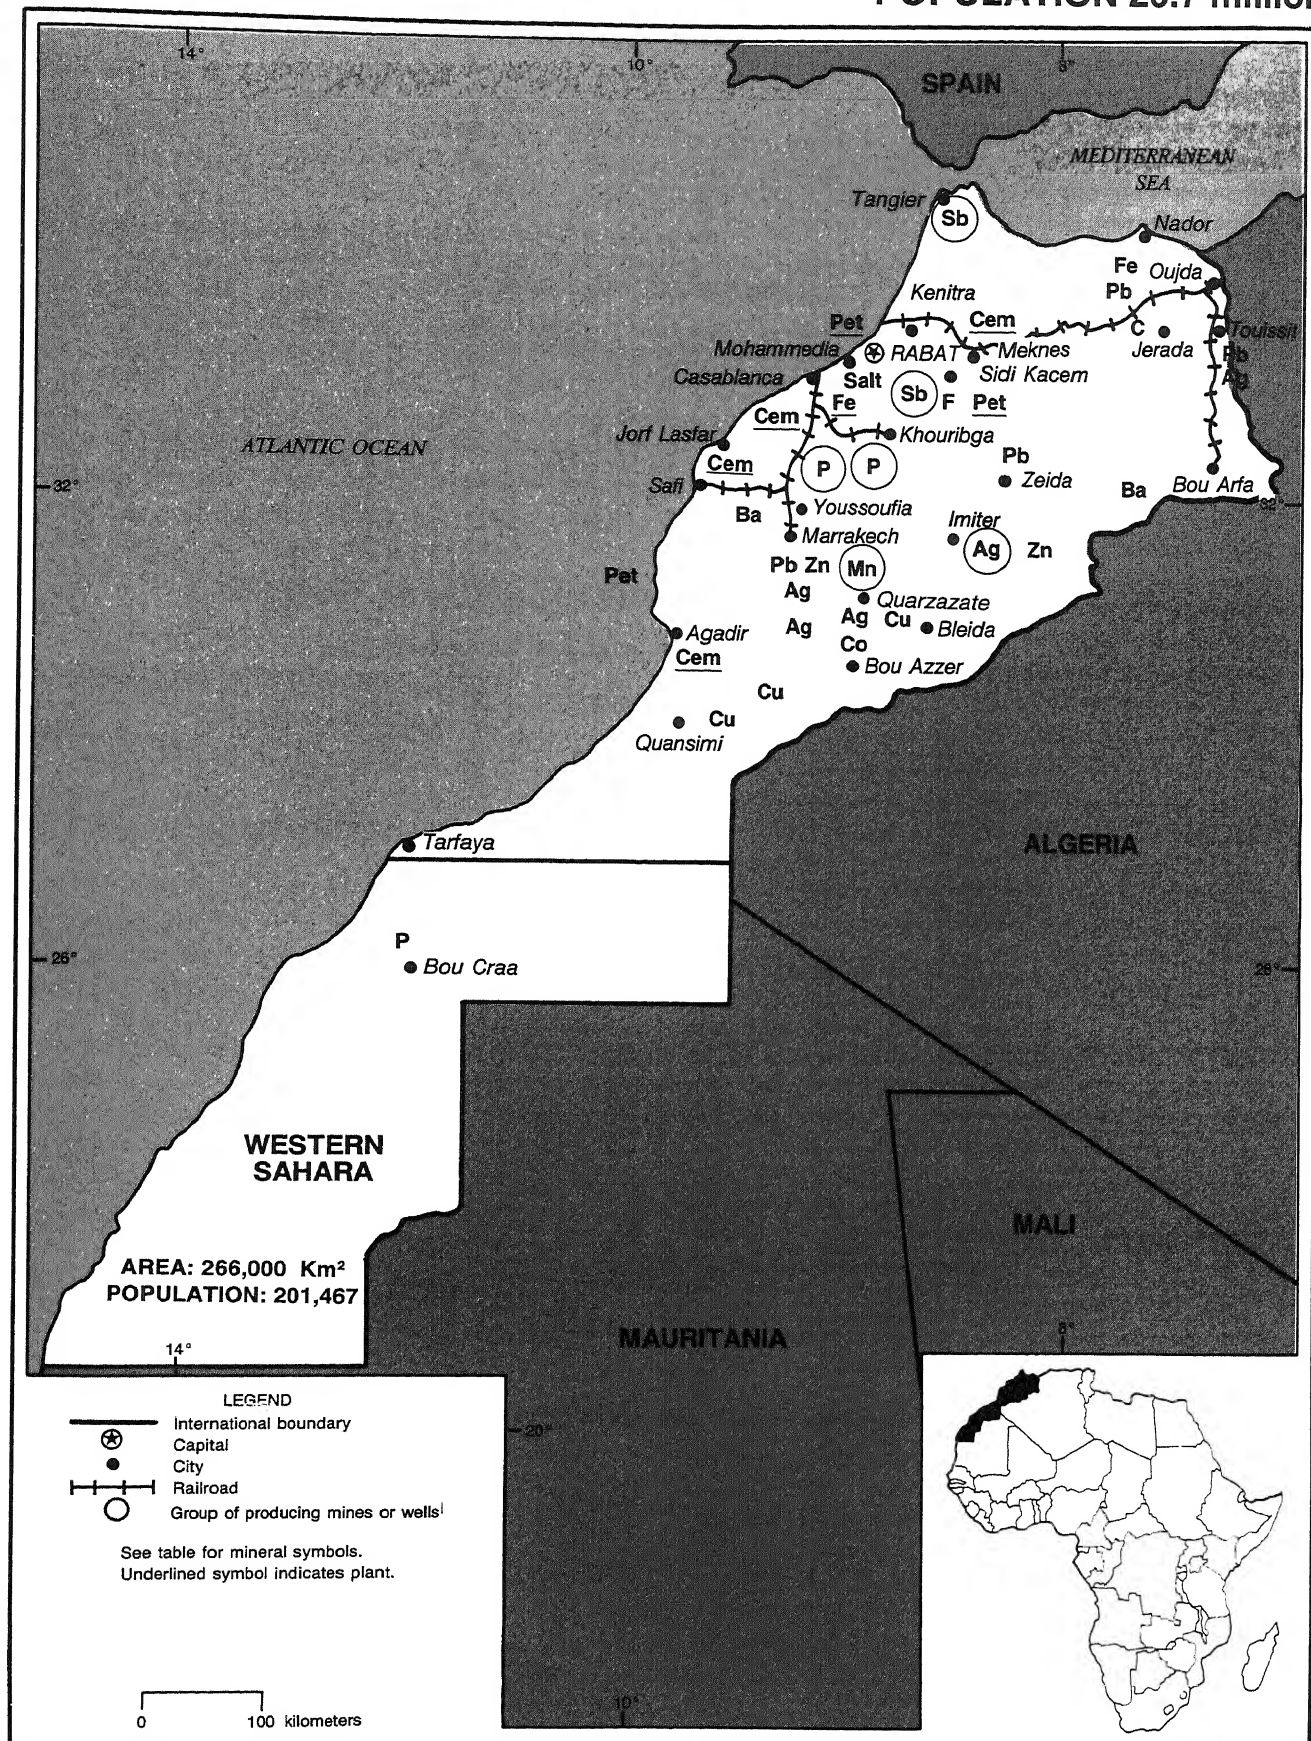 14°
10°
SPAIN
MEDITERRANEAN
SEA
Tangier
Sb
Nador
Fe
Oujda
Pb
Kenitra
Pet
Cem
C
Touissit
Mohammedia
RABAT
Meknes
Jerada
Pb
Casablanca
Salt
Sidi Kacem
Ag
Sb
F
Pet
Fe
Cem
Jorf Lasfar
Khouribga
ATLANTIC OCEAN
Pb
Cem
P
P
32°
Safi
Zeida
Ba
Bou Arfa
32°
Ba
Youssoufia
Imiter
Marrakech
Ag
Zn
Pet
Pb Zn
Mn
Ag
Quarzazate
Ag
Ag
Cu
Bleida
Agadir
Co
Cem
Bou Azzer
Cu
Cu
Quansimi
Tarfaya
ALGERIA
P
26°
Bou Craa
WESTERN
SAHARA
MALI
AREA: 266,000 Km²
POPULATION: 201,467
MAURITANIA
14°
LEGEND
International boundary
Capital
City
Railroad
Group of producing mines or wells
20°
See table for mineral symbols.
Underlined symbol indicates plant.
10°
0 100 kilometers